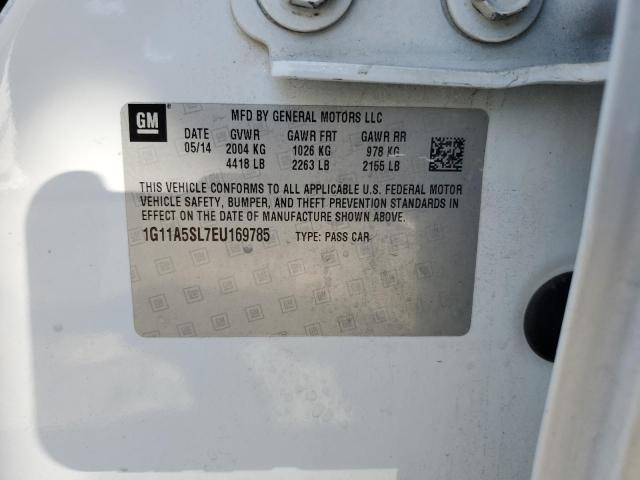 GM ® MFD BY GENERAL MOTORS LLC
DATE GVWR GAWR FRT GAWR RR
05/14 2004 KG 1026 KG 978 KG
4418 LB 2263 LB 2155 LB
THIS VEHICLE CONFORMS TO ALL APPLICABLE U.S. FEDERAL MOTOR
VEHICLE SAFETY, BUMPER, AND THEFT PREVENTION STANDARDS IN
EFFECT ON THE DATE OF MANUFACTURE SHOWN ABOVE.
1G11A5SL7EU169785 TYPE: PASS CAR